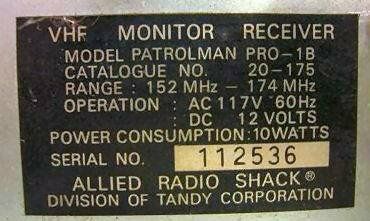 VHF MONITOR RECEIVER
MODEL PATROLMAN PRO-1B
CATALOGUE NO. 20-175
RANGE : 152 MHz - 174 MHz
OPERATION : AC 117V 60Hz
: DC 12 VOLTS
POWER CONSUMPTION:10WATTS
SERIAL NO. 112536
ALLIED RADIO SHACK®
DIVISION OF TANDY CORPORATION